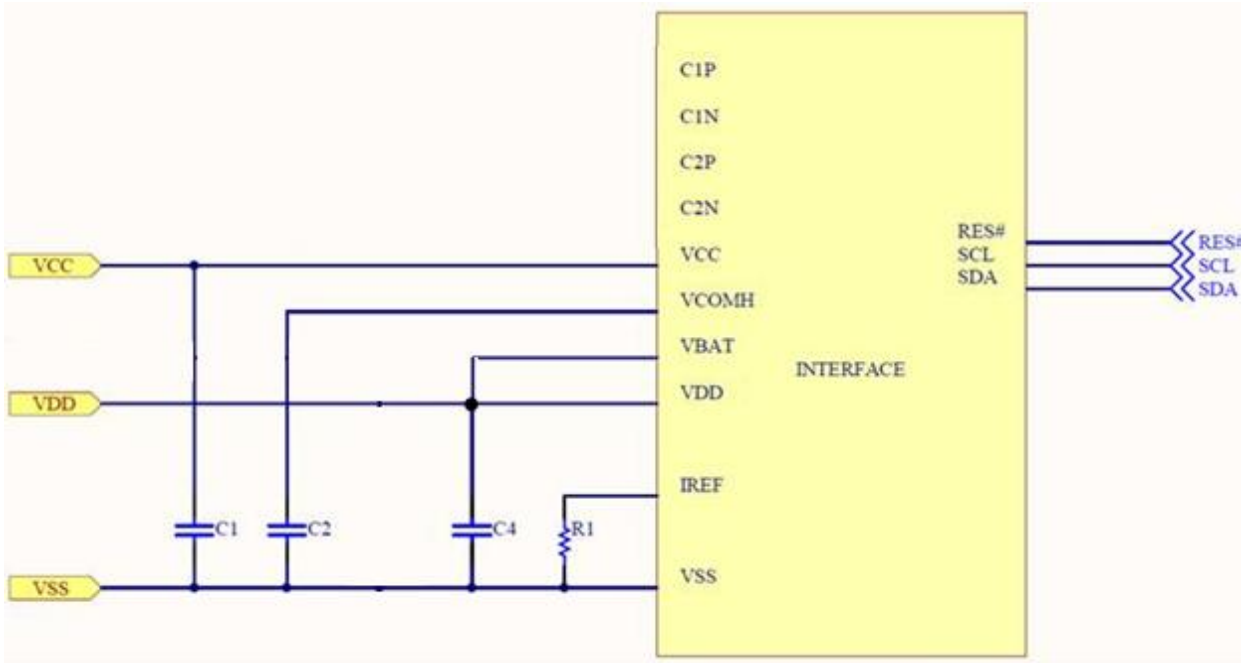 C1P
C1N
C2P
C2N
RES#
RES#
VCC
VCC
SCL
SCL
SDA
SDA
VCOMH
VBAT
INTERFACE
VDD
VDD
IREF
C1
C2
C4
R1
VSS
VSS